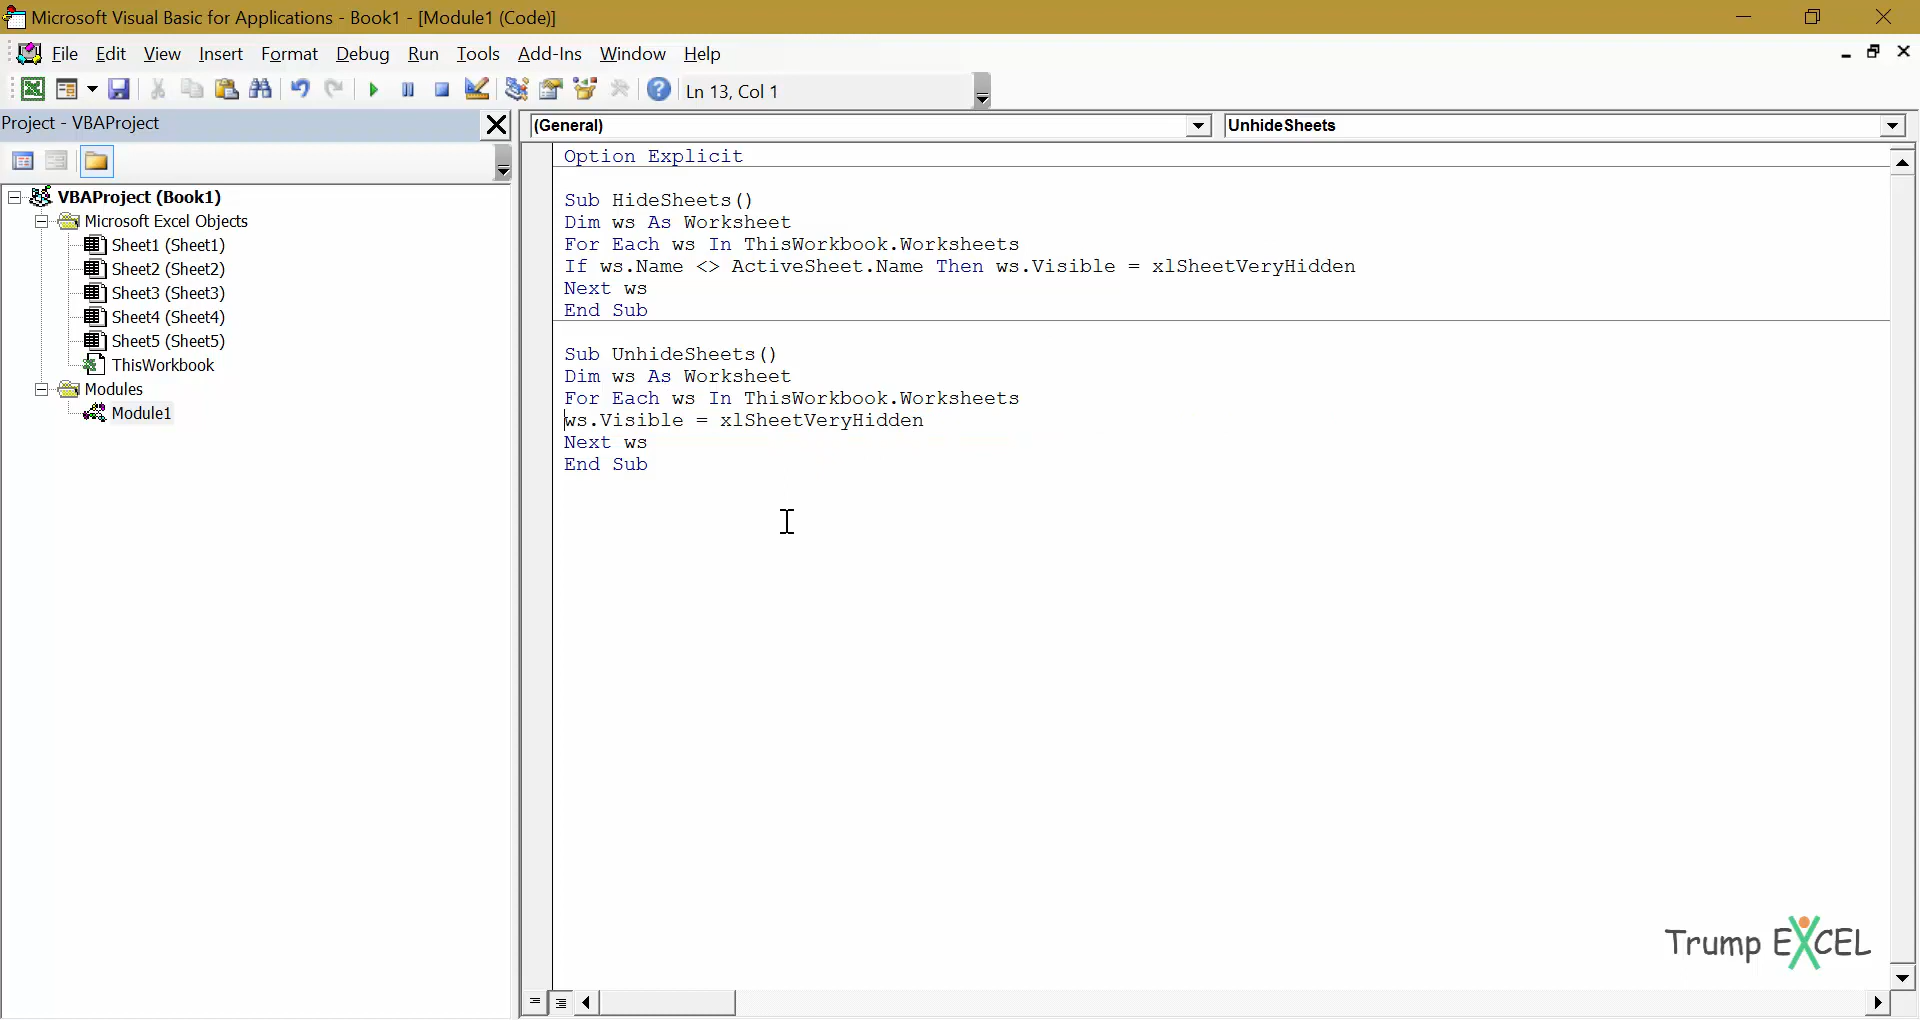 Microsoft Visual Basic for Applications - Book1 - [Module1 (Code)]
File Edit View Insert Format Debug Run Tools Add-Ins Window Help
Ln 13, Col 1
Project - VBAProject
(General)
UnhideSheets
VBAProject (Book1)
Microsoft Excel Objects
Sheet1 (Sheet1)
Sheet2 (Sheet2)
Sheet3 (Sheet3)
Sheet4 (Sheet4)
Sheet5 (Sheet5)
ThisWorkbook
Modules
Module1
Option Explicit
Sub HideSheets()
Dim ws As Worksheet
For Each ws In ThisWorkbook.Worksheets
If ws.Name <> ActiveSheet.Name Then ws.Visible = xlSheetVeryHidden
Next ws
End Sub
Sub UnhideSheets()
Dim ws As Worksheet
For Each ws In ThisWorkbook.Worksheets
ws.Visible = xlSheetVeryHidden
Next ws
End Sub
Trump EXCEL